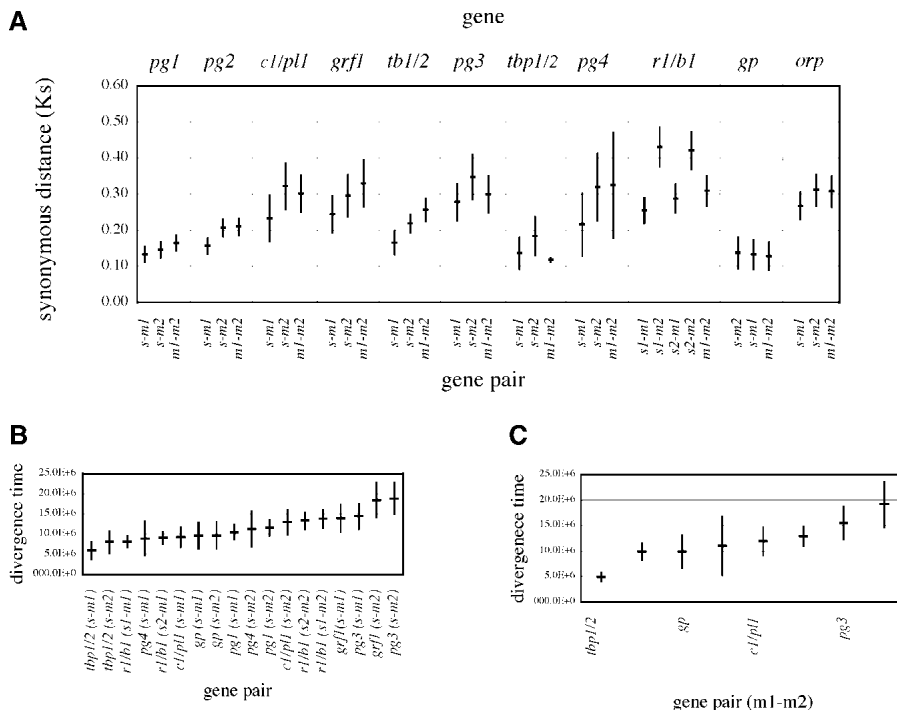 A
gene
pg1 pg2 c1/pl1 grf1 tb1/2 pg3 tbp1/2 pg4 r1/b1 gp orp
synonymous distance (Ks)
0.60
0.50
0.40
0.30
0.20
0.10
0.00
s-m1 s-m2 m1-m2 s-m1 s-m2 m1-m2 s-m1 s-m2 m1-m2 s-m1 s-m2 m1-m2 s-m1 s-m2 m1-m2 s-m1 s-m2 m1-m2 s-m1 s-m2 m1-m2 s-m1 s-m2 m1-m2 s1-m1 s1-m2 s2-m1 s2-m2 m1-m2 s-m2 s-m1 m1-m2 s-m1 s-m2 m1-m2
gene pair
B
divergence time
25.0E+6
20.0E+6
15.0E+6
10.0E+6
5.0E+6
000.0E+0
tbp1/2 (s-m1)
tbp1/2 (s-m2)
r1/b1 (s1-m1)
pg4 (s-m1)
r1/b1 (s2-m1)
c1/pl1 (s-m1)
gp (s-m1)
gp (s-m2)
pg1 (s-m1)
pg4 (s-m2)
pg1 (s-m2)
c1/pl1 (s-m2)
r1/b1 (s2-m2)
r1/b1 (s1-m2)
grf1(s-m1)
pg3 (s-m1)
grf1 (s-m2)
pg3 (s-m2)
gene pair
C
divergenece time
25.0E+6
20.0E+6
15.0E+6
10.0E+6
5.0E+6
000.0E+0
tbp1/2
gp
c1/pl1
pg3
gene pair (m1-m2)